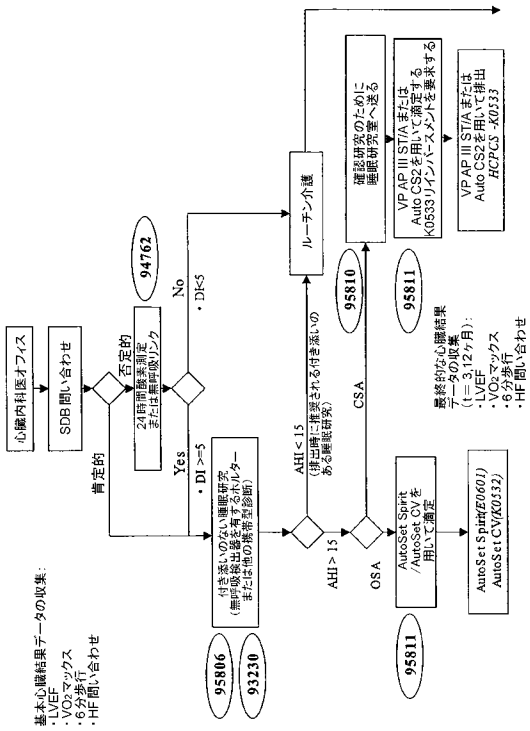 心臓内科医オフィス
SDB 問い合わせ
肯定的
否定的
24時間酸素測定
または無呼吸リンク
94762
Yes
・DI >=5
No
・DI<5
基本心臓結果データの収集:
・LVEF
・VO2マックス
・6分歩行
・HF問い合わせ
95806
93230
付き添いのない睡眠研究
(無呼吸検出器を有するホルター
または他の携帯型診断)
AHI < 15
(排出時に推奨される付き添いの
ある睡眠研究)
ルーチン介護
AHI > 15
OSA
CSA
95810
確認研究のために
睡眠研究室へ送る
95811
VP AP III ST/A または
Auto CS2 を用いて滴定する
K0533リインバースメントを要求する
VP AP III ST/A または
Auto CS2 を用いて排出
HCPCS -K0533
95811
AutoSet Spirit
/AutoSet CV を
用いて滴定
AutoSet Spirit(E0601)
AutoSet CV(K0532)
最終的な心臓結果
データの収集
(t = 3,12ヶ月):
・LVEF
・VO2マックス
・6分歩行
・HF問い合わせ